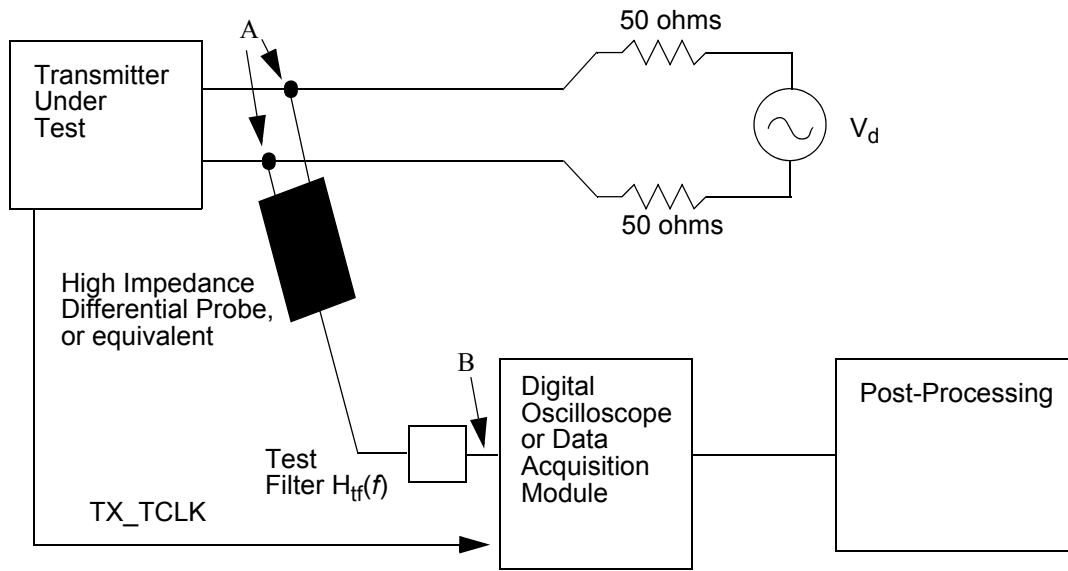 50 ohms
A
Transmitter
Under
Test
V_d
50 ohms
High Impedance
Differential Probe,
or equivalent
B
Digital
Oscilloscope
or Data
Acquisition
Module
Post-Processing
Test
Filter H_tf(f)
TX_TCLK